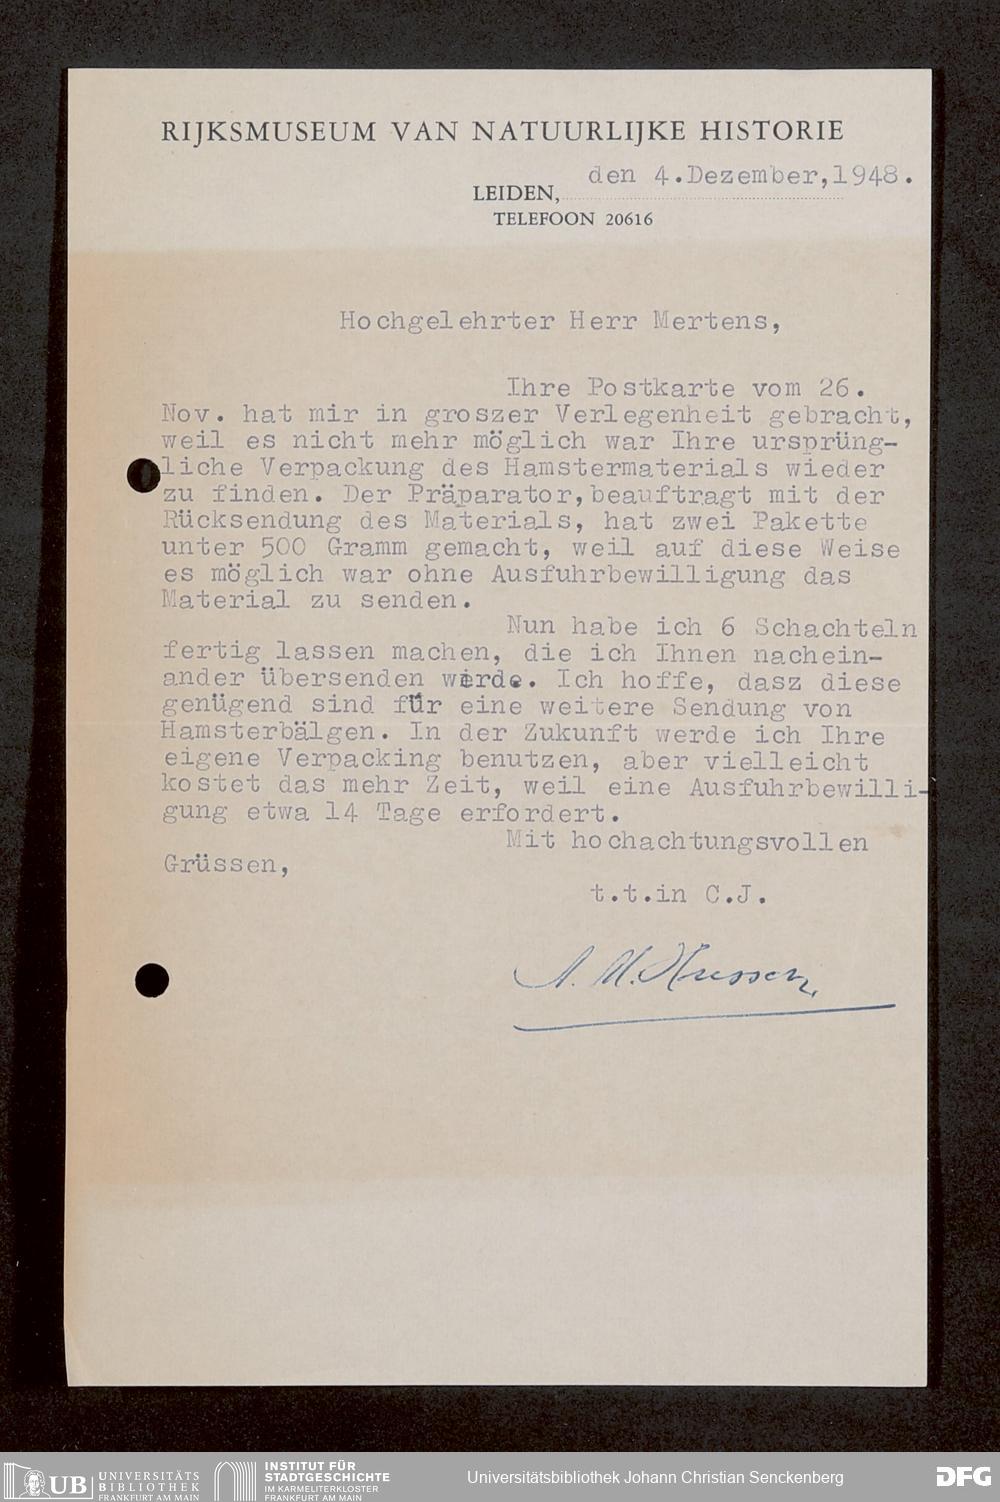 RIJKSMUSEUM VAN NATUURLIJKE HISTORIE
den 4.Dezember,1948.
LEIDEN,
TELEFOON 20616
Hochgelehrter Herr Mertens,
Ihre Postkarte vom 26.
Nov. hat mir in groszer Verlegenheit gebracht,
weil es nicht mehr möglich war Ihre ursprüng-
liche Verpackung des Hamstermaterials wieder
zu finden. Der Präparator,beauftragt mit der
Rücksendung des Materials, hat zwei Pakette
unter 500 Gramm gemacht, weil auf diese Weise
es möglich war ohne Ausfuhrbewilligung das
Material zu senden.
Nun habe ich 6 Schachteln
fertig lassen machen, die ich Ihnen nachein-
ander übersenden werde. Ich hoffe, dasz diese
genügend sind für eine weitere Sendung von
Hamsterbälgen. In der Zukunft werde ich Ihre
eigene Verpacking benutzen, aber vielleicht
kostet das mehr Zeit, weil eine Ausfuhrbewilli-
gung etwa 14 Tage erfordert.
Mit hochachtungsvollen
Grüssen,
t.t.in C.J.
A. M. Husson.
UB UNIVERSITÄTS
BIBLIOTHEK
FRANKFURT AM MAIN
INSTITUT FÜR
STADTGESCHICHTE
IM KARMELITERKLOSTER
FRANKFURT AM MAIN
Universitätsbibliothek Johann Christian Senckenberg
DFG